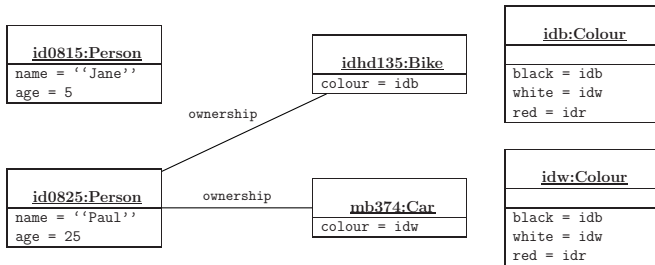 id0815:Person
name = ‘‘Jane’’
age = 5
idhd135:Bike
colour = idb
idb:Colour
black = idb
white = idw
red = idr
ownership
id0825:Person
name = ‘‘Paul’’
age = 25
ownership
mb374:Car
colour = idw
idw:Colour
black = idb
white = idw
red = idr